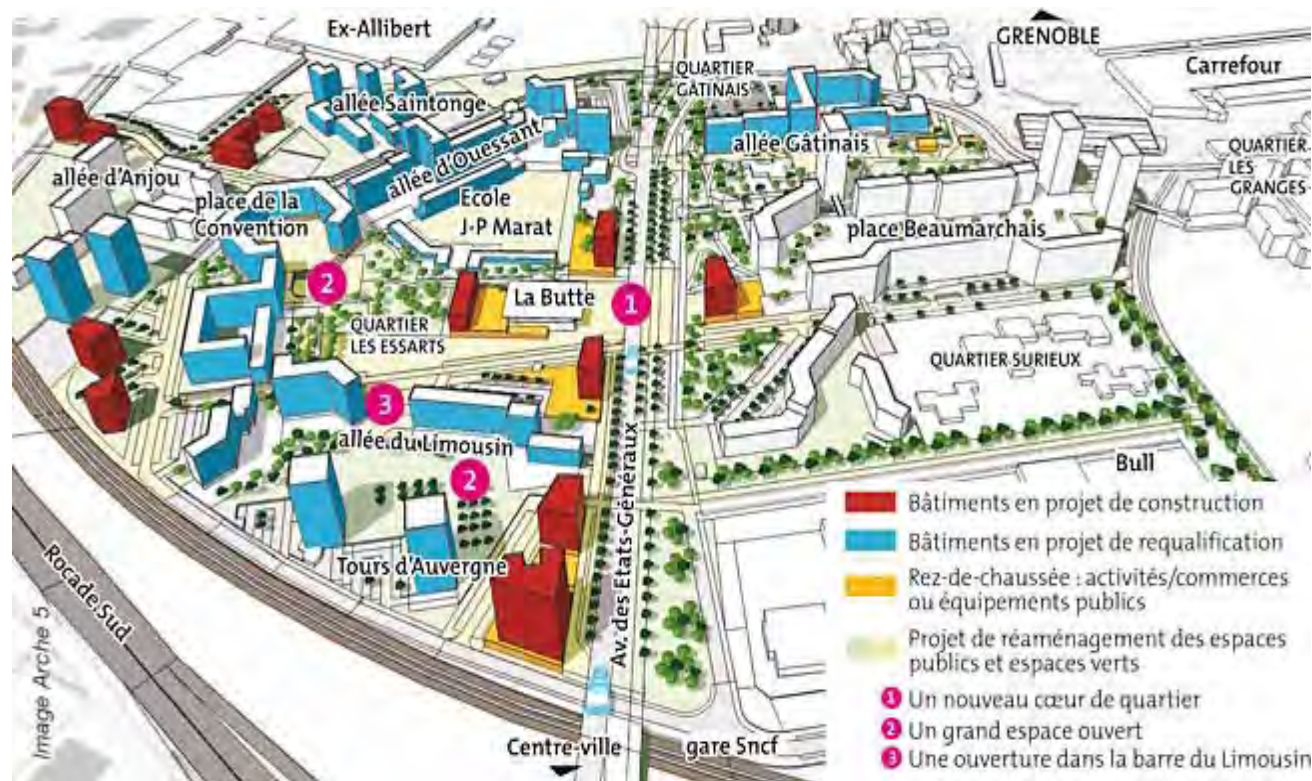 Ex-Allibert
GRENOBLE
Carrefour
QUARTIER
GÂTINAIS
allée Saintonge
allée d'Ouessant
allée Gâtinais
QUARTIER
LES
GRANGES
allée d'Anjou
place de la
Convention
Ecole
J-P Marat
place Beaumarchais
2
La Butte
1
QUARTIER
LES ESSARTS
QUARTIER SURIEUX
3
allée du Limousin
2
Bull
Tours d'Auvergne
Av. des Etats-Généraux
Rocade Sud
Image Arche 5
Centre-ville
gare Sncf
Bâtiments en projet de construction
Bâtiments en projet de requalification
Rez-de-chaussée : activités/commerces
ou équipements publics
Projet de réaménagement des espaces
publics et espaces verts
1 Un nouveau cœur de quartier
2 Un grand espace ouvert
3 Une ouverture dans la barre du Limousin